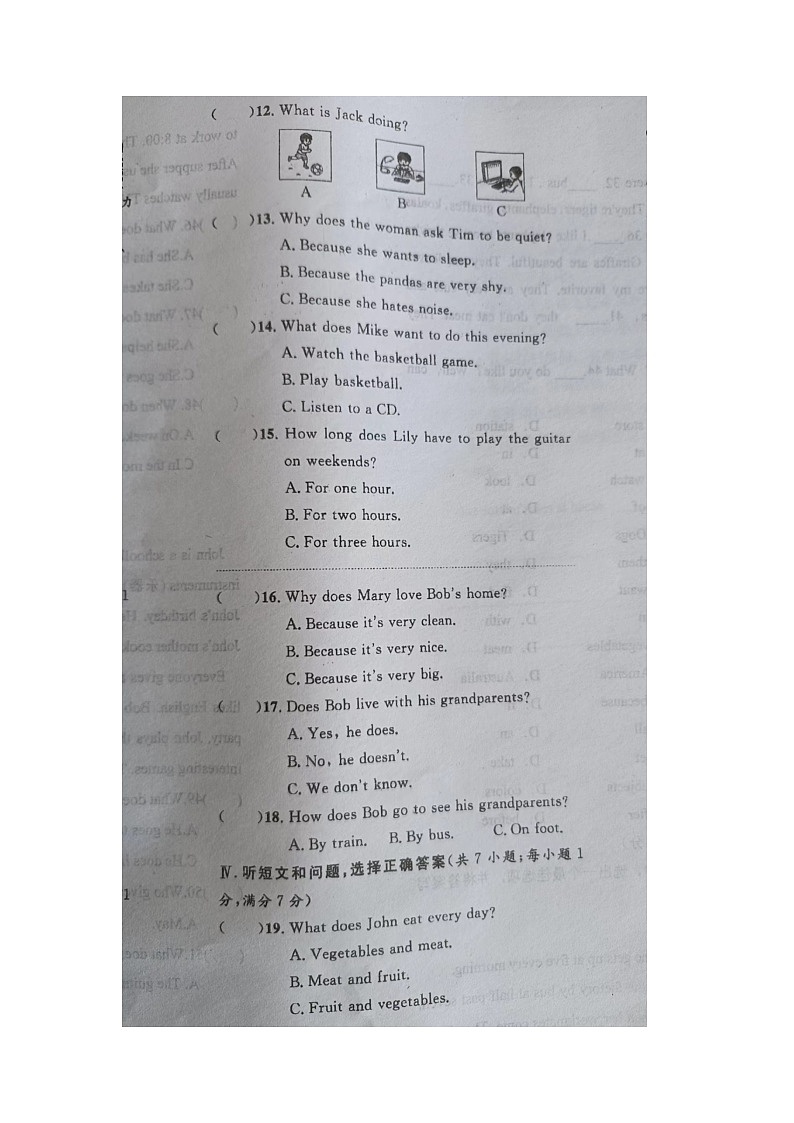 ( )12. What is Jack doing?
A B C
( )13. Why does the woman ask Tim to be quiet?
A. Because she wants to sleep.
B. Because the pandas are very shy.
C. Because she hates noise.
( )14. What does Mike want to do this evening?
A. Watch the basketball game.
B. Play basketball.
C. Listen to a CD.
( )15. How long does Lily have to play the guitar
on weekends?
A. For one hour.
B. For two hours.
C. For three hours.
( )16. Why does Mary love Bob's home?
A. Because it's very clean.
B. Because it's very nice.
C. Because it's very big.
( )17. Does Bob live with his grandparents?
A. Yes, he does.
B. No, he doesn't.
C. We don't know.
( )18. How does Bob go to see his grandparents?
A. By train. B. By bus. C. On foot.
Ⅳ. 听短文和问题,选择正确答案(共 7 小题;每小题 1
分,满分 7 分)
( )19. What does John eat every day?
A. Vegetables and meat.
B. Meat and fruit.
C. Fruit and vegetables.